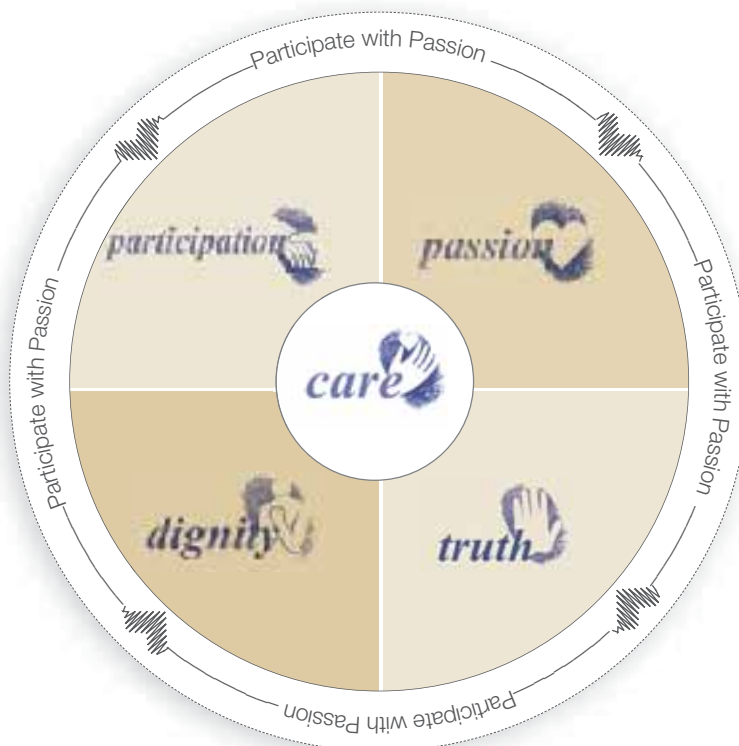 Participate with Passion
participation
passion
Participate with Passion
Participate with Passion
care
dignity
truth
Participate with Passion